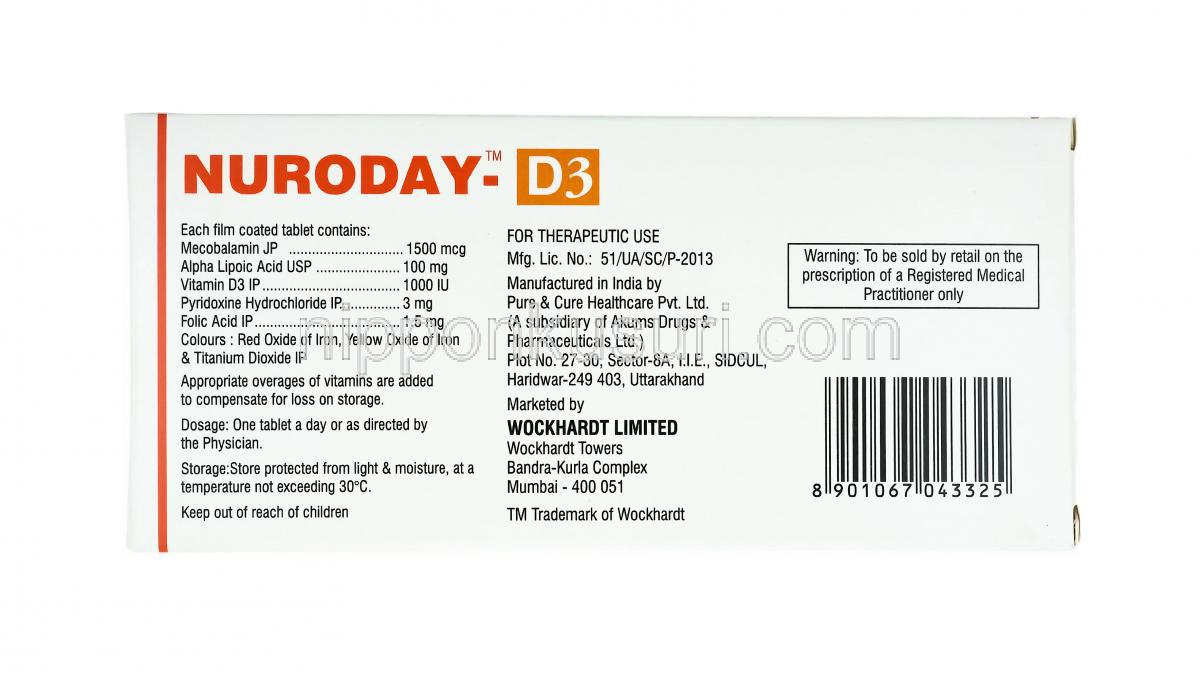 NURODAY-™ D3
Each film coated tablet contains:
Mecobalamin JP ............................. 1500 mcg
Alpha Lipoic Acid USP ..................... 100 mg
Vitamin D3 IP................................... 1000 IU
Pyridoxine Hydrochloride IP............. 3 mg
Folic Acid IP..................................... 1.5 mg
Colours : Red Oxide of Iron, Yellow Oxide of Iron
& Titanium Dioxide IP
Appropriate overages of vitamins are added
to compensate for loss on storage.
Dosage: One tablet a day or as directed by
the Physician.
Storage:Store protected from light & moisture, at a
temperature not exceeding 30°C.
Keep out of reach of children
FOR THERAPEUTIC USE
Mfg. Lic. No.: 51/UA/SC/P-2013
Manufactured in India by
Pure & Cure Healthcare Pvt. Ltd.
(A subsidiary of Akums Drugs &
Pharmaceuticals Ltd.)
Plot No. 27-30, Sector-8A, I.I.E., SIDCUL,
Haridwar-249 403, Uttarakhand
Marketed by
WOCKHARDT LIMITED
Wockhardt Towers
Bandra-Kurla Complex
Mumbai - 400 051
TM Trademark of Wockhardt
Warning: To be sold by retail on the
prescription of a Registered Medical
Practitioner only
8 901067 043325
nipponkusuri.com